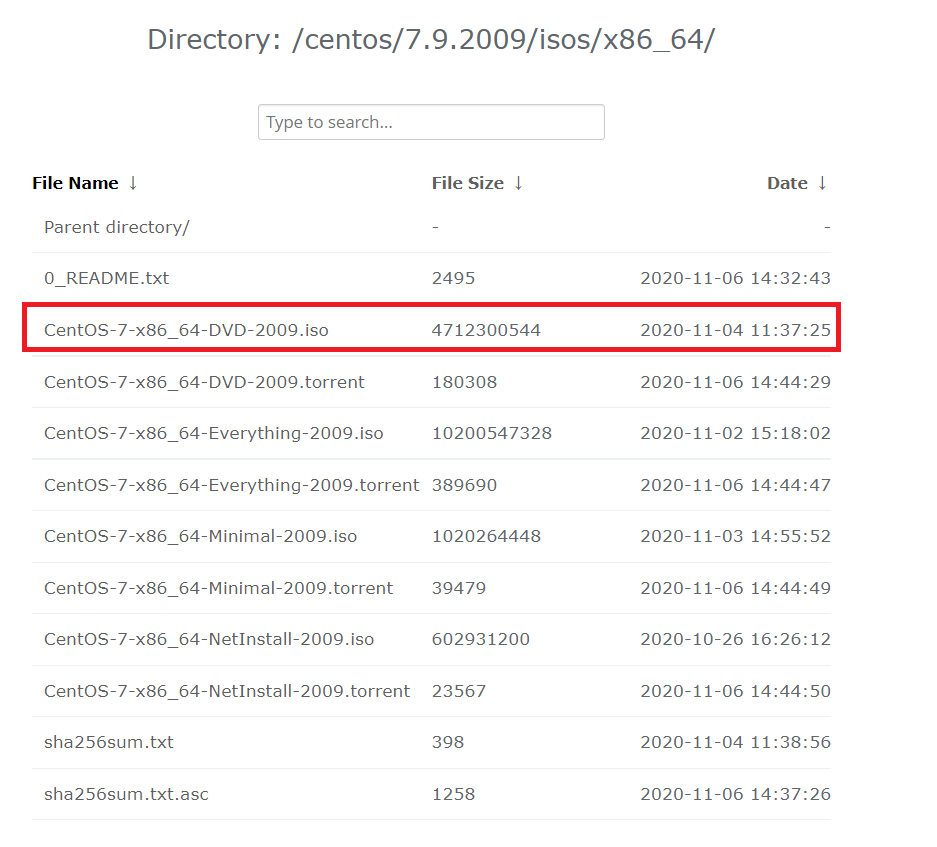 Directory: /centos/7.9.2009/isos/x86_64/
Type to search...
File Name ↓ File Size ↓ Date ↓
Parent directory/ - -
0_README.txt 2495 2020-11-06 14:32:43
CentOS-7-x86_64-DVD-2009.iso 4712300544 2020-11-04 11:37:25
CentOS-7-x86_64-DVD-2009.torrent 180308 2020-11-06 14:44:29
CentOS-7-x86_64-Everything-2009.iso 10200547328 2020-11-02 15:18:02
CentOS-7-x86_64-Everything-2009.torrent 389690 2020-11-06 14:44:47
CentOS-7-x86_64-Minimal-2009.iso 1020264448 2020-11-03 14:55:52
CentOS-7-x86_64-Minimal-2009.torrent 39479 2020-11-06 14:44:49
CentOS-7-x86_64-NetInstall-2009.iso 602931200 2020-10-26 16:26:12
CentOS-7-x86_64-NetInstall-2009.torrent 23567 2020-11-06 14:44:50
sha256sum.txt 398 2020-11-04 11:38:56
sha256sum.txt.asc 1258 2020-11-06 14:37:26